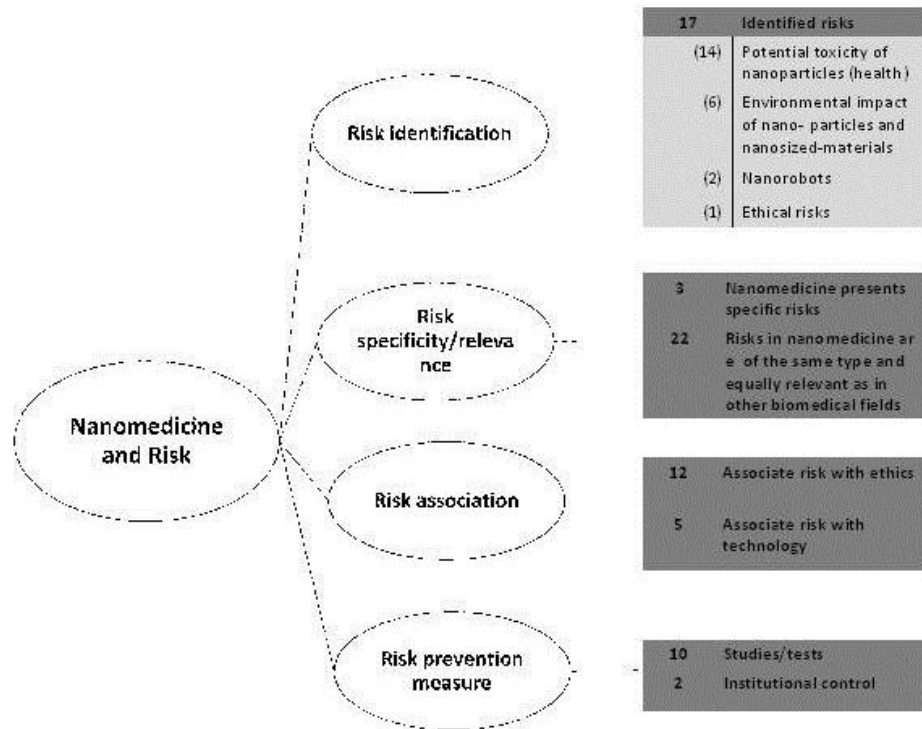 17 Identified risks
(14) Potential toxicity of
nanoparticles (health)
(6) Environmental impact
of nano- particles and
nanosized-materials
(2) Nanorobots
(1) Ethical risks
Risk identification
3 Nanomedicine presents
specific risks
22 Risks in nanomedicine ar
e of the same type and
equally relevant as in
other biomedical fields
Risk
specificity/releva
nce
Nanomedicine
and Risk
12 Associate risk with ethics
5 Associate risk with
technology
Risk association
10 Studies/tests
2 Institutional control
Risk prevention
measure